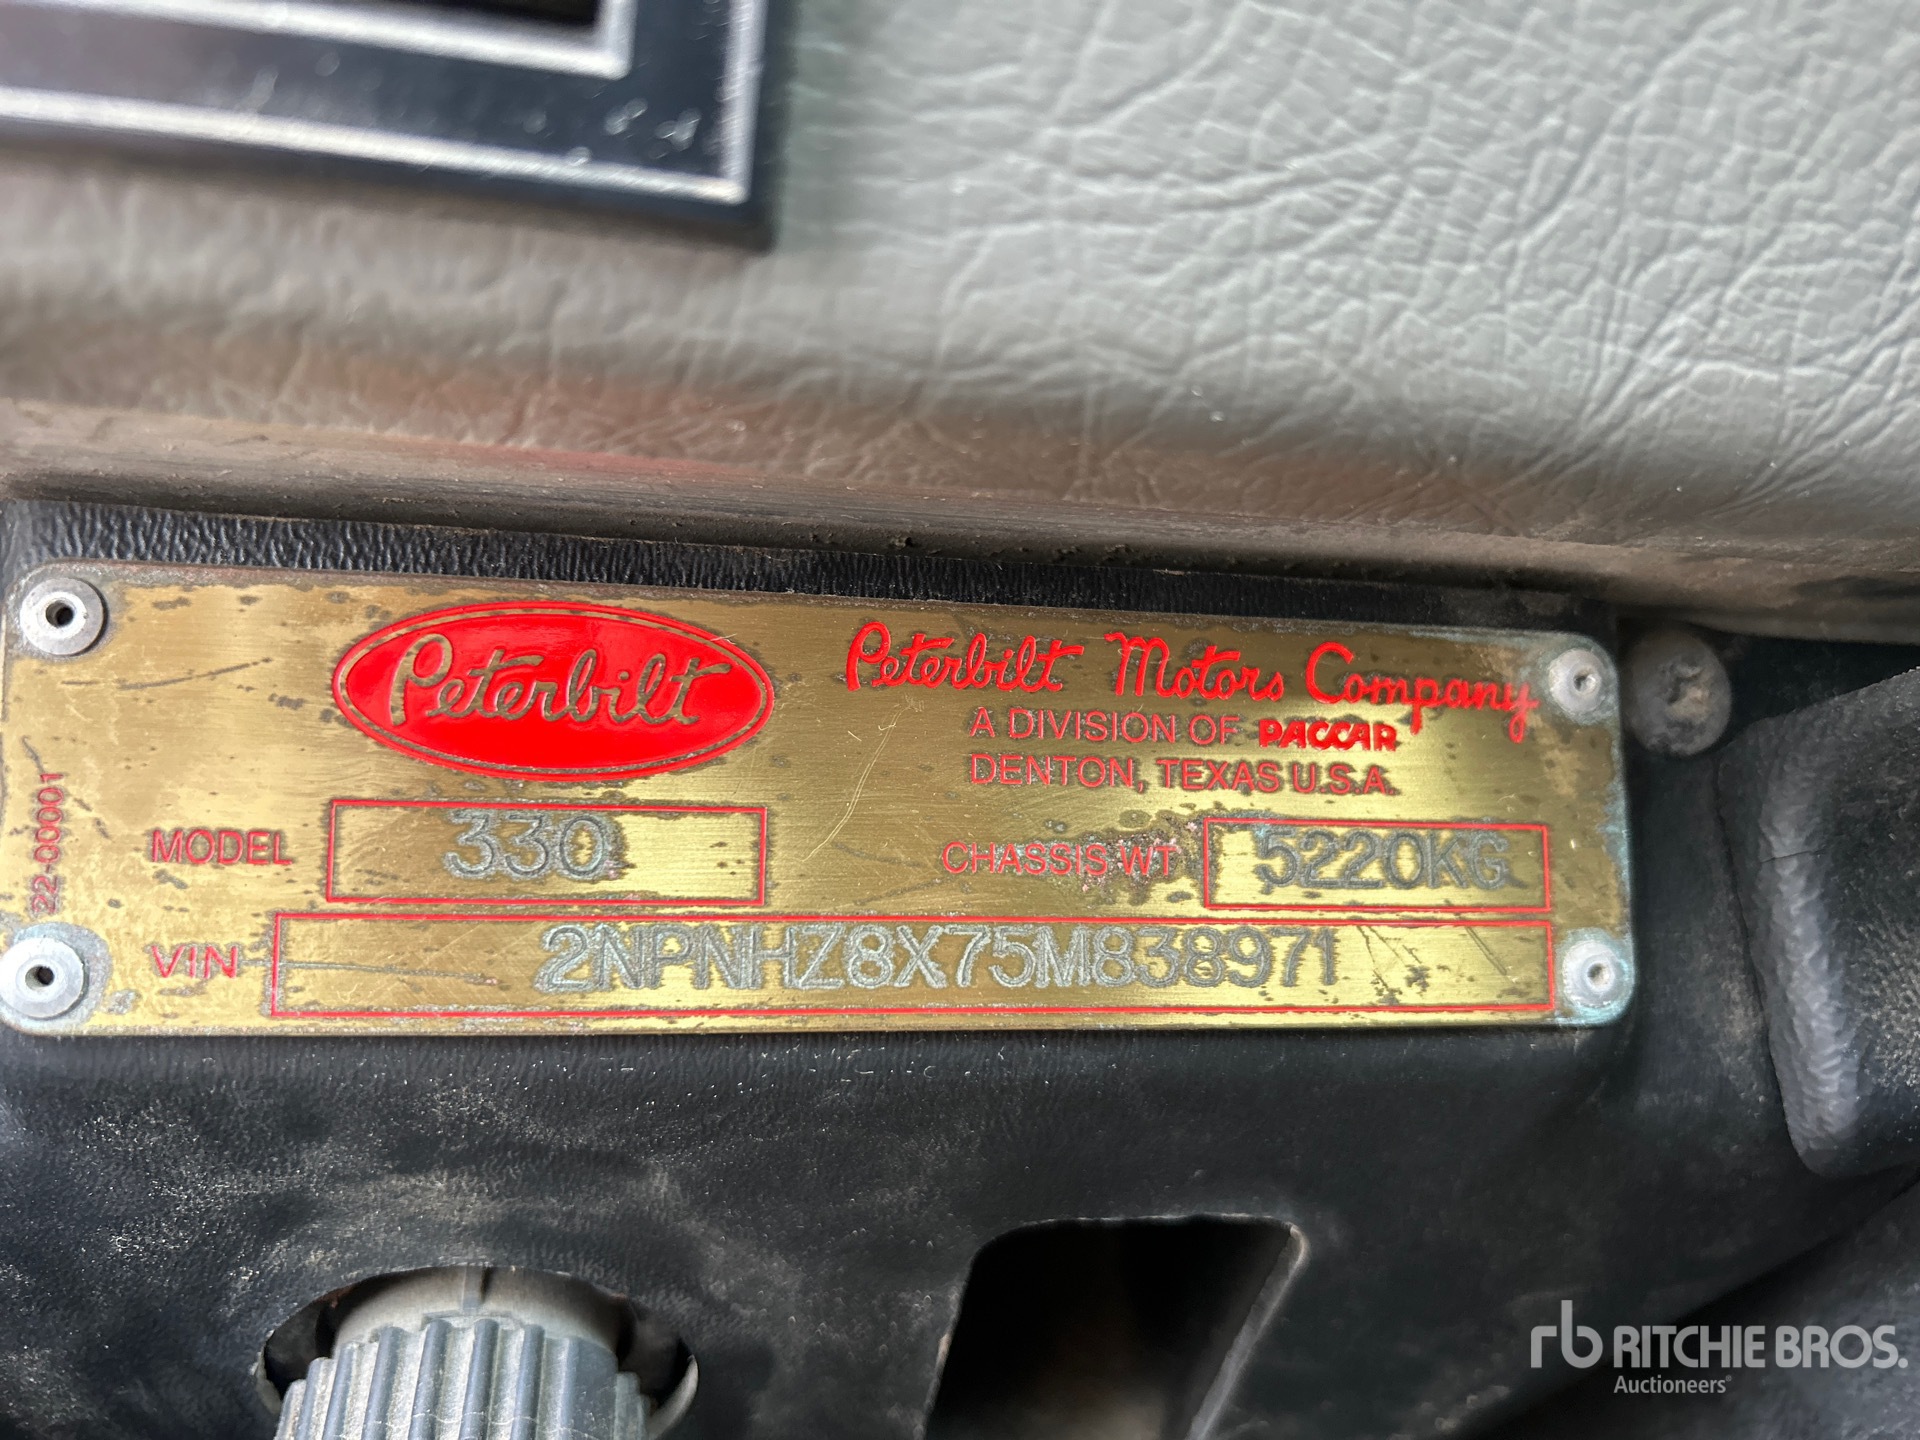 Peterbilt
Peterbilt Motors Company
A DIVISION OF PACCAR
DENTON, TEXAS U.S.A.
22-00001
MODEL 330
CHASSIS WT 5220KG
VIN 2NPNHZ8X75M838971
rb RITCHIE BROS.
Auctioneers®